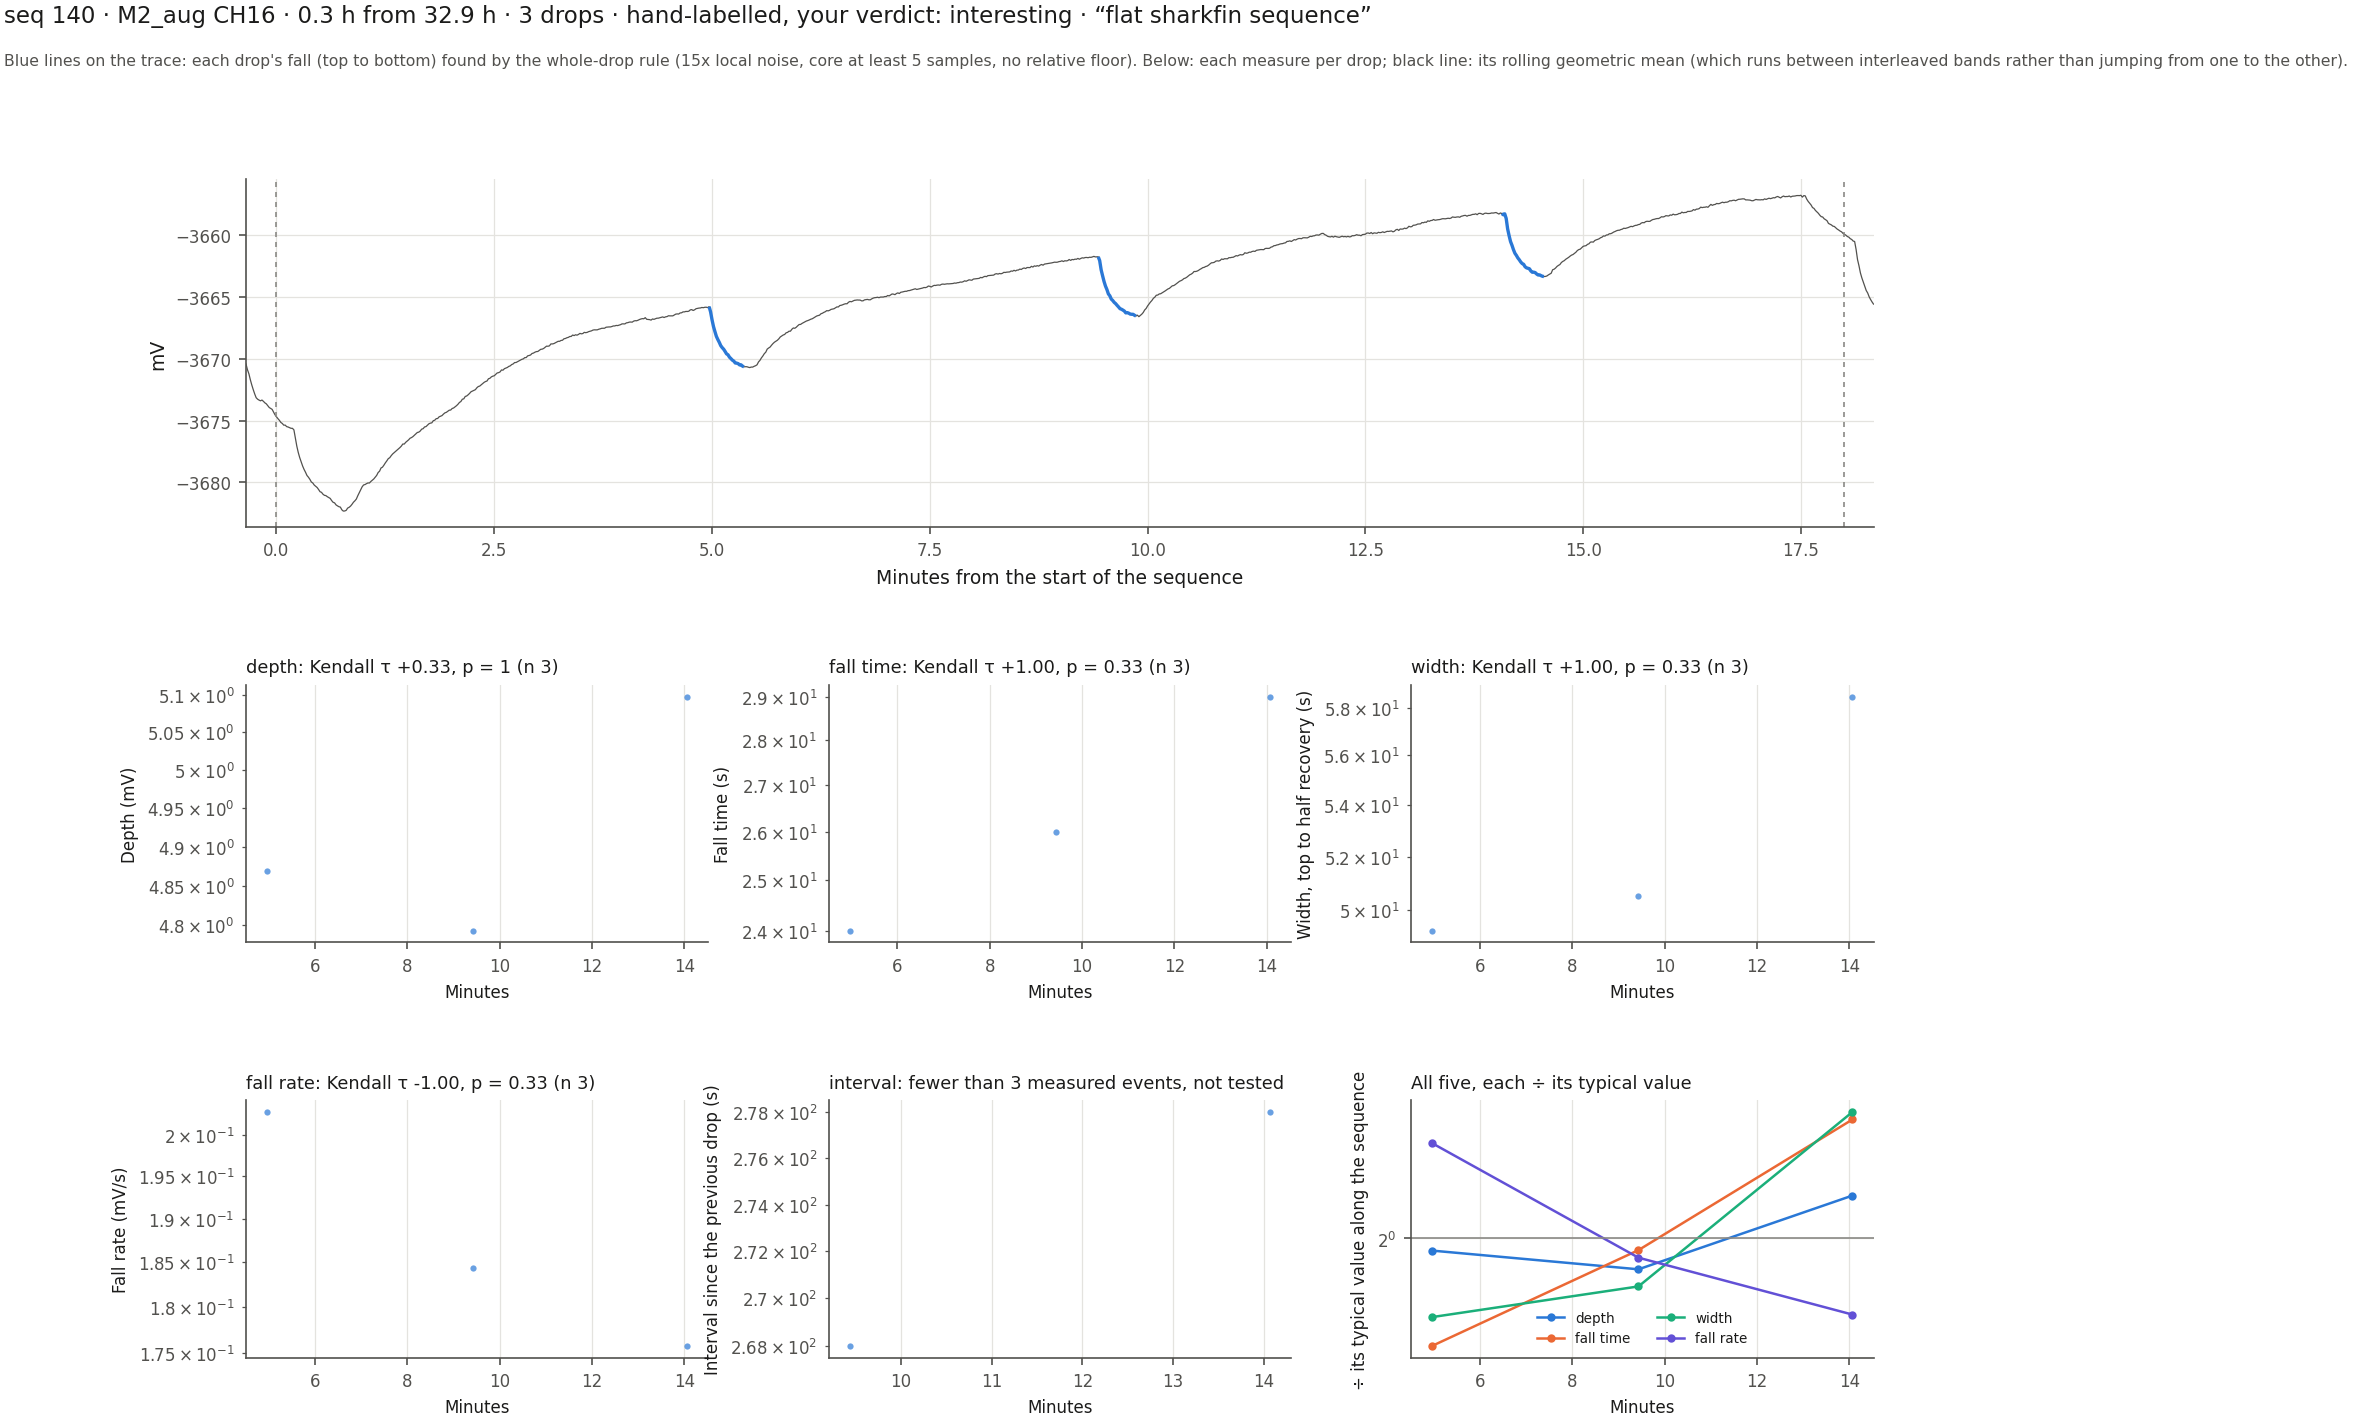 seq 140 · M2_aug CH16 · 0.3 h from 32.9 h · 3 drops · hand-labelled, your verdict: interesting · “flat sharkfin sequence”
Blue lines on the trace: each drop's fall (top to bottom) found by the whole-drop rule (15x local noise, core at least 5 samples, no relative floor). Below: each measure per drop; black line: its rolling geometric mean (which runs between interleaved bands rather than jumping from one to the other).
mV
−3660
−3665
−3670
−3675
−3680
0.0 2.5 5.0 7.5 10.0 12.5 15.0 17.5
Minutes from the start of the sequence
depth: Kendall τ +0.33, p = 1 (n 3)
Depth (mV)
5.1 × 10⁰
5.05 × 10⁰
5 × 10⁰
4.95 × 10⁰
4.9 × 10⁰
4.85 × 10⁰
4.8 × 10⁰
6 8 10 12 14
Minutes
fall time: Kendall τ +1.00, p = 0.33 (n 3)
Fall time (s)
2.9 × 10¹
2.8 × 10¹
2.7 × 10¹
2.6 × 10¹
2.5 × 10¹
2.4 × 10¹
6 8 10 12 14
Minutes
width: Kendall τ +1.00, p = 0.33 (n 3)
Width, top to half recovery (s)
5.8 × 10¹
5.6 × 10¹
5.4 × 10¹
5.2 × 10¹
5 × 10¹
6 8 10 12 14
Minutes
fall rate: Kendall τ -1.00, p = 0.33 (n 3)
Fall rate (mV/s)
2 × 10⁻¹
1.95 × 10⁻¹
1.9 × 10⁻¹
1.85 × 10⁻¹
1.8 × 10⁻¹
1.75 × 10⁻¹
6 8 10 12 14
Minutes
interval: fewer than 3 measured events, not tested
Interval since the previous drop (s)
2.78 × 10²
2.76 × 10²
2.74 × 10²
2.72 × 10²
2.7 × 10²
2.68 × 10²
10 11 12 13 14
Minutes
All five, each ÷ its typical value
÷ its typical value along the sequence
2⁰
depth width
fall time fall rate
6 8 10 12 14
Minutes